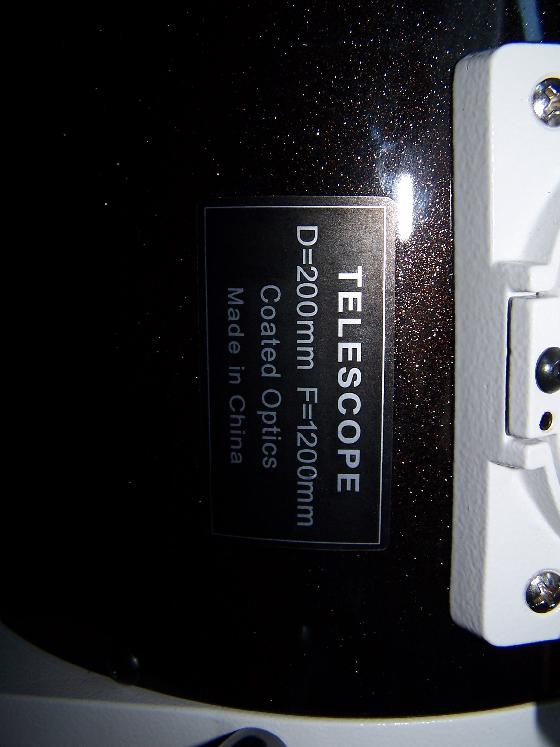 TELESCOPE
D=200mm F=1200mm
Coated Optics
Made in China